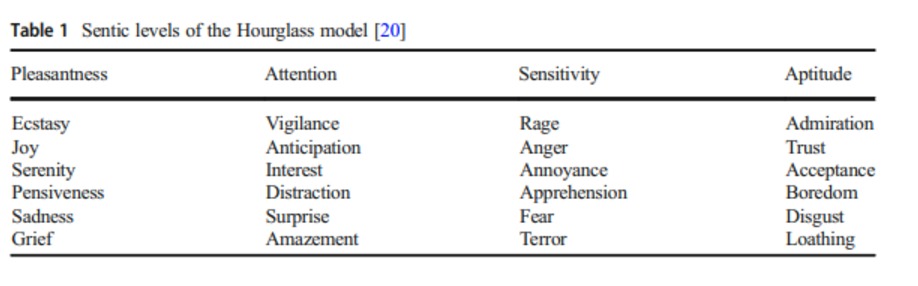 Table 1 Sentic levels of the Hourglass model [20]
Pleasantness Attention Sensitivity Aptitude
Ecstasy Vigilance Rage Admiration
Joy Anticipation Anger Trust
Serenity Interest Annoyance Acceptance
Pensiveness Distraction Apprehension Boredom
Sadness Surprise Fear Disgust
Grief Amazement Terror Loathing